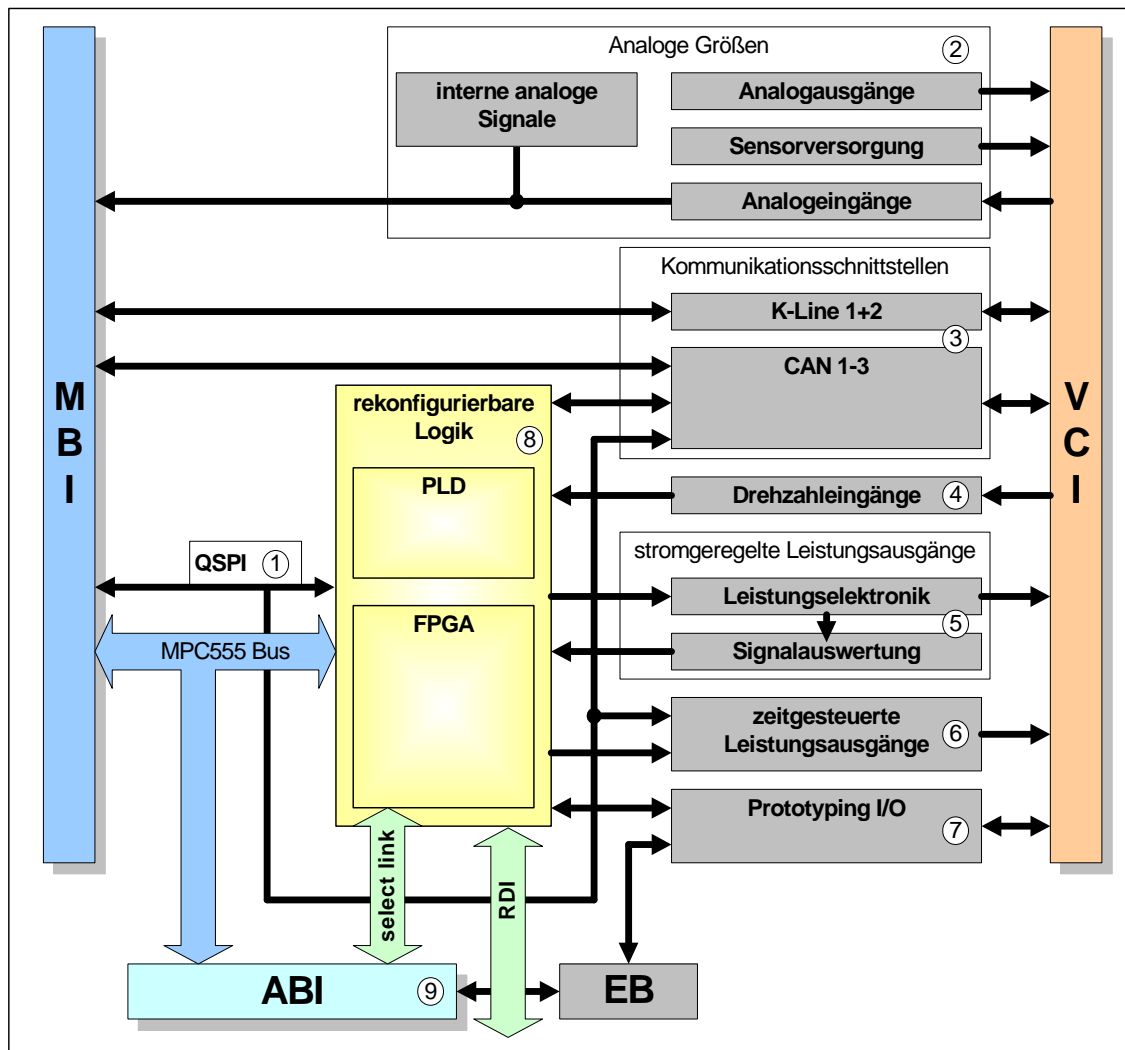 Analoge Größen
2
interne analoge
Signale
Analogausgänge
Sensorversorgung
Analogeingänge
Kommunikationsschnittstellen
K-Line 1+2
3
CAN 1-3
M
B
I
V
C
I
rekonfigurierbare
Logik
8
PLD
Drehzahleingänge
4
stromgeregelte Leistungsausgänge
QSPI
1
Leistungselektronik
5
Signalauswertung
FPGA
MPC555 Bus
zeitgesteuerte
Leistungsausgänge
6
Prototyping I/O
7
select link
RDI
ABI
9
EB